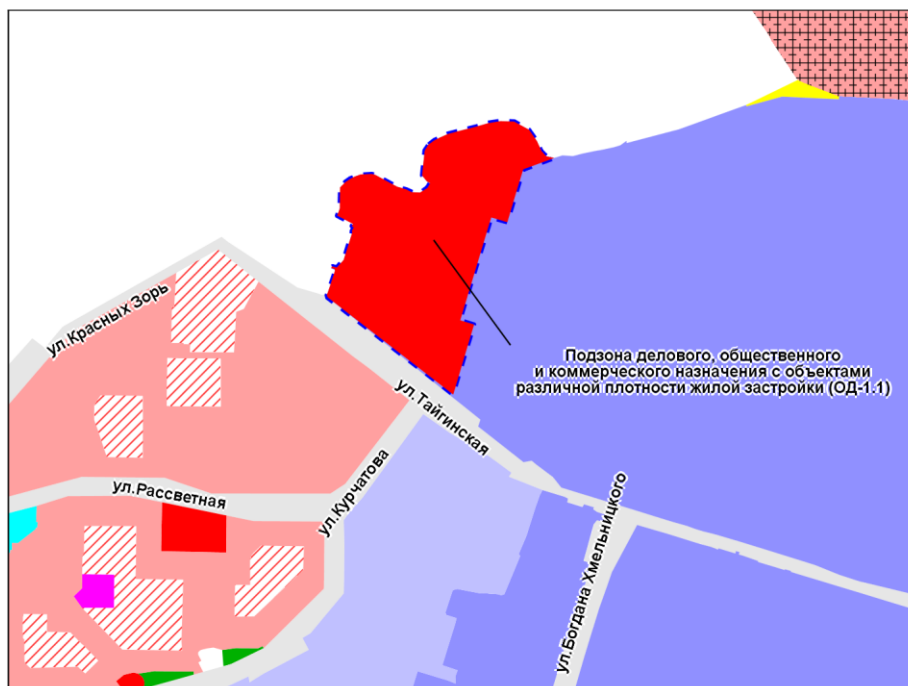 ул.Красных Зорь
Подзона делового, общественного
и коммерческого назначения с объектами
различной плотности жилой застройки (ОД-1.1)
ул.Тайгинская
ул.Рассветная
ул.Курчатова
ул.Богдана Хмельницкого